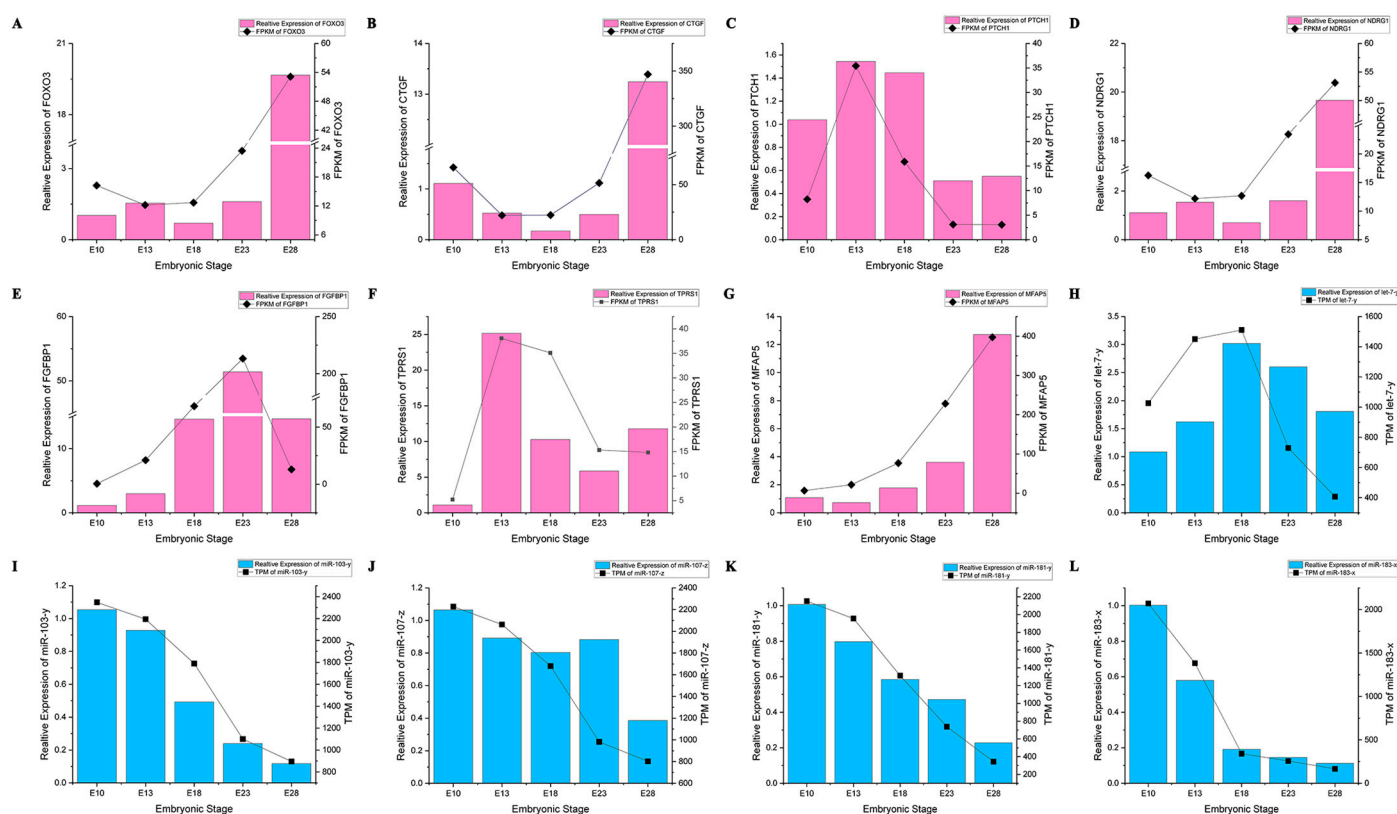 A
Realtive Expression of FOXO3
FPKM of FOXO3
21
18
3
0
60
54
48
42
24
18
12
6
Realtive Expression of FOXO3
FPKM of FOXO3
E10 E13 E18 E23 E28
Embryonic Stage
B
Realtive Expression of CTGF
FPKM of CTGF
14
13
1
0
350
300
50
0
Realtive Expression of CTGF
FPKM of CTGF
E10 E13 E18 E23 E28
Embryonic Stage
C
Realtive Expression of PTCH1
FPKM of PTCH1
1.6
1.4
1.2
1.0
0.8
0.6
0.4
0.2
0.0
40
35
30
25
20
15
10
5
0
Realtive Expression of PTCH1
FPKM of PTCH1
E10 E13 E18 E23 E28
Embryonic Stage
D
Realtive Expression of NDRG1
FPKM of NDRG1
22
20
18
2
0
60
50
20
15
10
5
Realtive Expression of NDRG1
FPKM of NDRG1
E10 E13 E18 E23 E28
Embryonic Stage
E
Realtive Expression of FGFBP1
FPKM of FGFBP1
60
50
10
0
250
200
50
0
Realtive Expression of FGFBP1
FPKM of FGFBP1
E10 E13 E18 E23 E28
Embryonic Stage
F
Realtive Expression of TPRS1
FPKM of TPRS1
25
20
15
10
5
0
40
35
30
25
20
15
10
5
Realtive Expression of TPRS1
FPKM of TPRS1
E10 E13 E18 E23 E28
Embryonic Stage
G
Realtive Expression of MFAP5
FPKM of MFAP5
14
13
12
10
8
6
4
2
0
400
300
200
100
0
Realtive Expression of MFAP5
FPKM of MFAP5
E10 E13 E18 E23 E28
Embryonic Stage
H
Realtive Expression of let-7-y
TPM of let-7-y
3.5
3.0
2.5
2.0
1.5
1.0
0.5
0.0
1600
1400
1200
1000
800
600
400
Realtive Expression of let-7-y
TPM of let-7-y
E10 E13 E18 E23 E28
Embryonic Stage
I
Realtive Expression of miR-103-y
TPM of miR-103-y
1.2
1.0
0.8
0.6
0.4
0.2
0.0
2400
2200
2000
1800
1600
1400
1200
1000
800
Realtive Expression of miR-103-y
TPM of miR-103-y
E10 E13 E18 E23 E28
Embryonic Stage
J
Realtive Expression of miR-107-z
TPM of miR-107-z
1.2
1.0
0.8
0.6
0.4
0.2
0.0
2400
2200
2000
1800
1600
1400
1200
1000
800
600
Realtive Expression of miR-107-z
TPM of miR-107-z
E10 E13 E18 E23 E28
Embryonic Stage
K
Realtive Expression of miR-181-y
TPM of miR-181-y
1.0
0.8
0.6
0.4
0.2
0.0
2200
2000
1800
1600
1400
1200
1000
800
600
400
200
100
Realtive Expression of miR-181-y
TPM of miR-181-y
E10 E13 E18 E23 E28
Embryonic Stage
L
Realtive Expression of miR-183-x
TPM of miR-183-x
1.0
0.8
0.6
0.4
0.2
0.0
2000
1500
1000
500
0
Realtive Expression of miR-183-x
TPM of miR-183-x
E10 E13 E18 E23 E28
Embryonic Stage